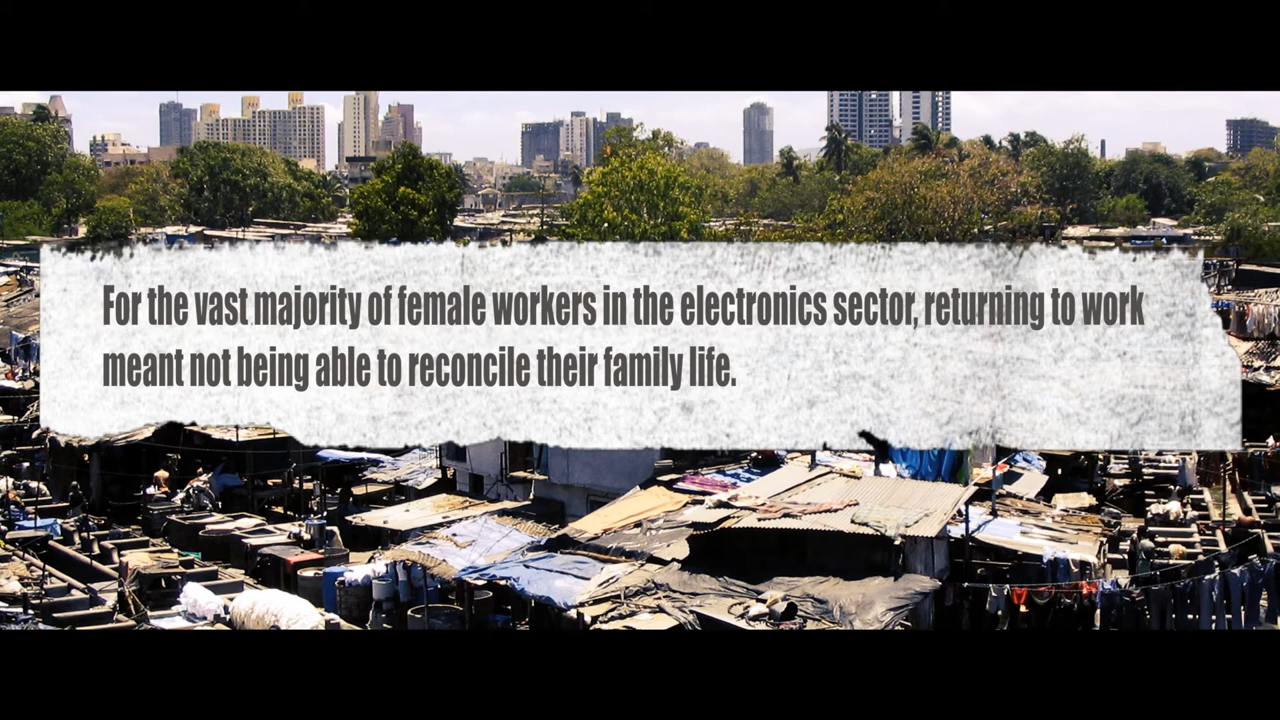 For the vast majority of female workers in the electronics sector, returning to work
meant not being able to reconcile their family life.